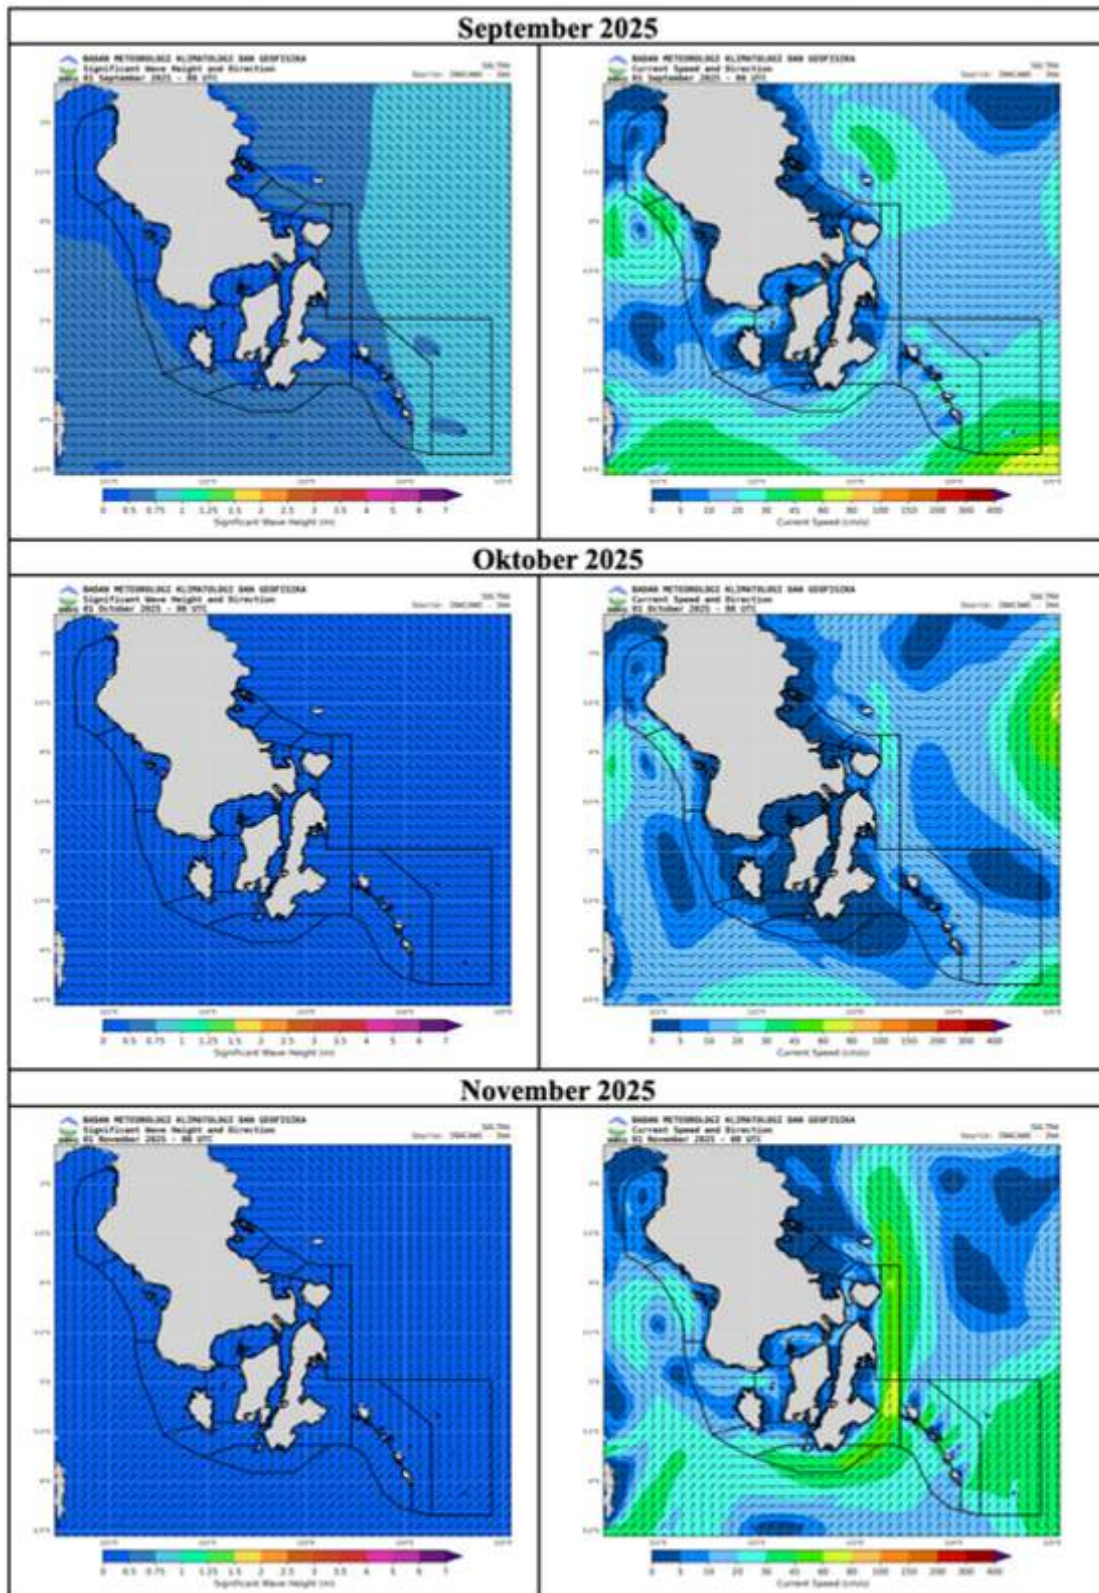 September 2025
BADAN METEOROLOGI KLIMATOLOGI DAN GEOFISIKA
Significant Wave Height and Direction
01 September 2025 - 00 UTC
Source:
0 0.5 0.75 1 1.25 1.5 2 2.5 3 3.5 4 5 6 7
Significant Wave Height (m)
BADAN METEOROLOGI KLIMATOLOGI DAN GEOFISIKA
Current Speed and Direction
01 September 2025 - 00 UTC
Source:
0 5 10 20 30 45 60 80 100 150 200 300 400
Current Speed (cm/s)
Oktober 2025
BADAN METEOROLOGI KLIMATOLOGI DAN GEOFISIKA
Significant Wave Height and Direction
01 October 2025 - 00 UTC
Source:
0 0.5 0.75 1 1.25 1.5 2 2.5 3 3.5 4 5 6 7
Significant Wave Height (m)
BADAN METEOROLOGI KLIMATOLOGI DAN GEOFISIKA
Current Speed and Direction
01 October 2025 - 00 UTC
Source:
0 5 10 20 30 45 60 80 100 150 200 300 400
Current Speed (cm/s)
November 2025
BADAN METEOROLOGI KLIMATOLOGI DAN GEOFISIKA
Significant Wave Height and Direction
01 November 2025 - 00 UTC
Source:
0 0.5 0.75 1 1.25 1.5 2 2.5 3 3.5 4 5 6 7
Significant Wave Height (m)
BADAN METEOROLOGI KLIMATOLOGI DAN GEOFISIKA
Current Speed and Direction
01 November 2025 - 00 UTC
Source:
0 5 10 20 30 45 60 80 100 150 200 300 400
Current Speed (cm/s)